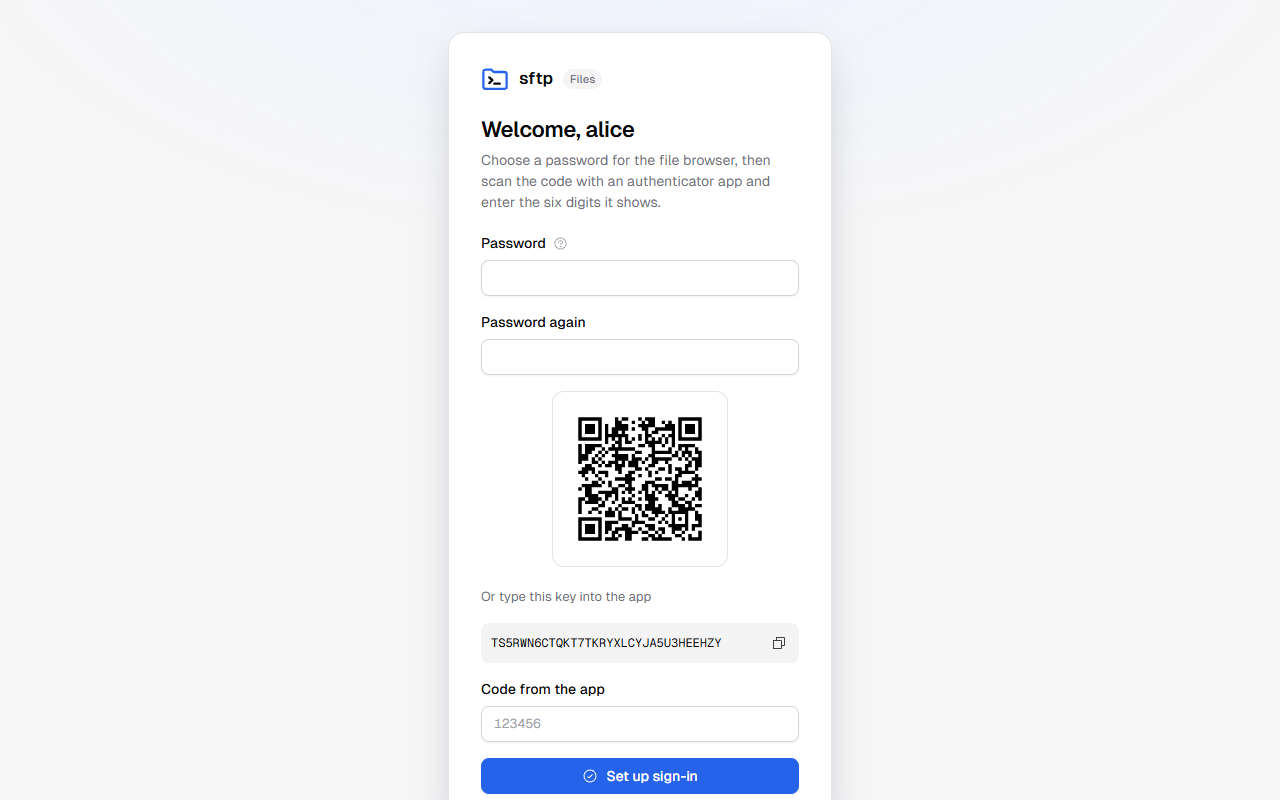 sftp Files
Welcome, alice
Choose a password for the file browser, then
scan the code with an authenticator app and
enter the six digits it shows.
Password
Password again
Or type this key into the app
TS5RWN6CTQKT7TKRYXLCYJA5U3HEEHZY
Code from the app
123456
Set up sign-in